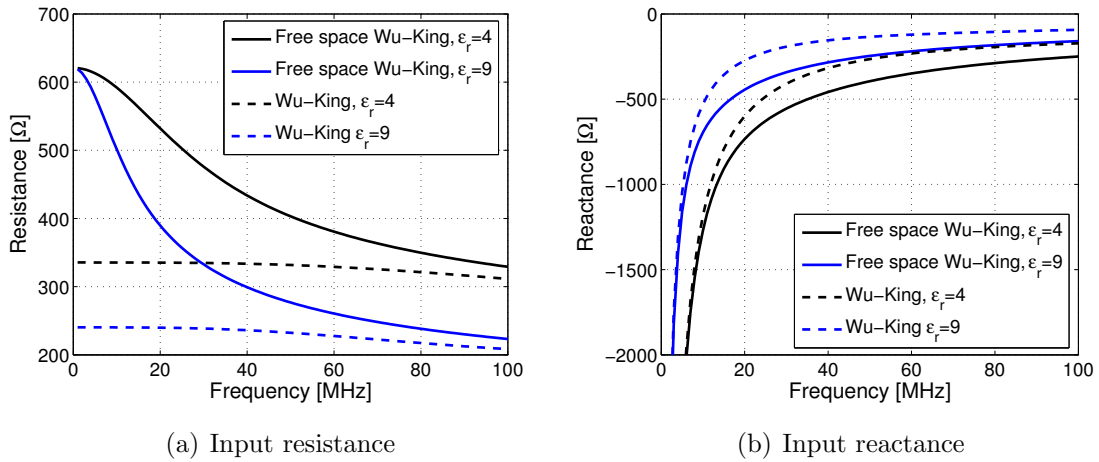 700
600
500
400
300
200
0
20
40
60
80
100
Resistance [Ω]
Frequency [MHz]
Free space Wu−King, εr=4
Free space Wu−King, εr=9
Wu−King, εr=4
Wu−King εr=9
(a) Input resistance
0
−500
−1000
−1500
−2000
0
20
40
60
80
100
Reactance [Ω]
Frequency [MHz]
Free space Wu−King, εr=4
Free space Wu−King, εr=9
Wu−King, εr=4
Wu−King εr=9
(b) Input reactance